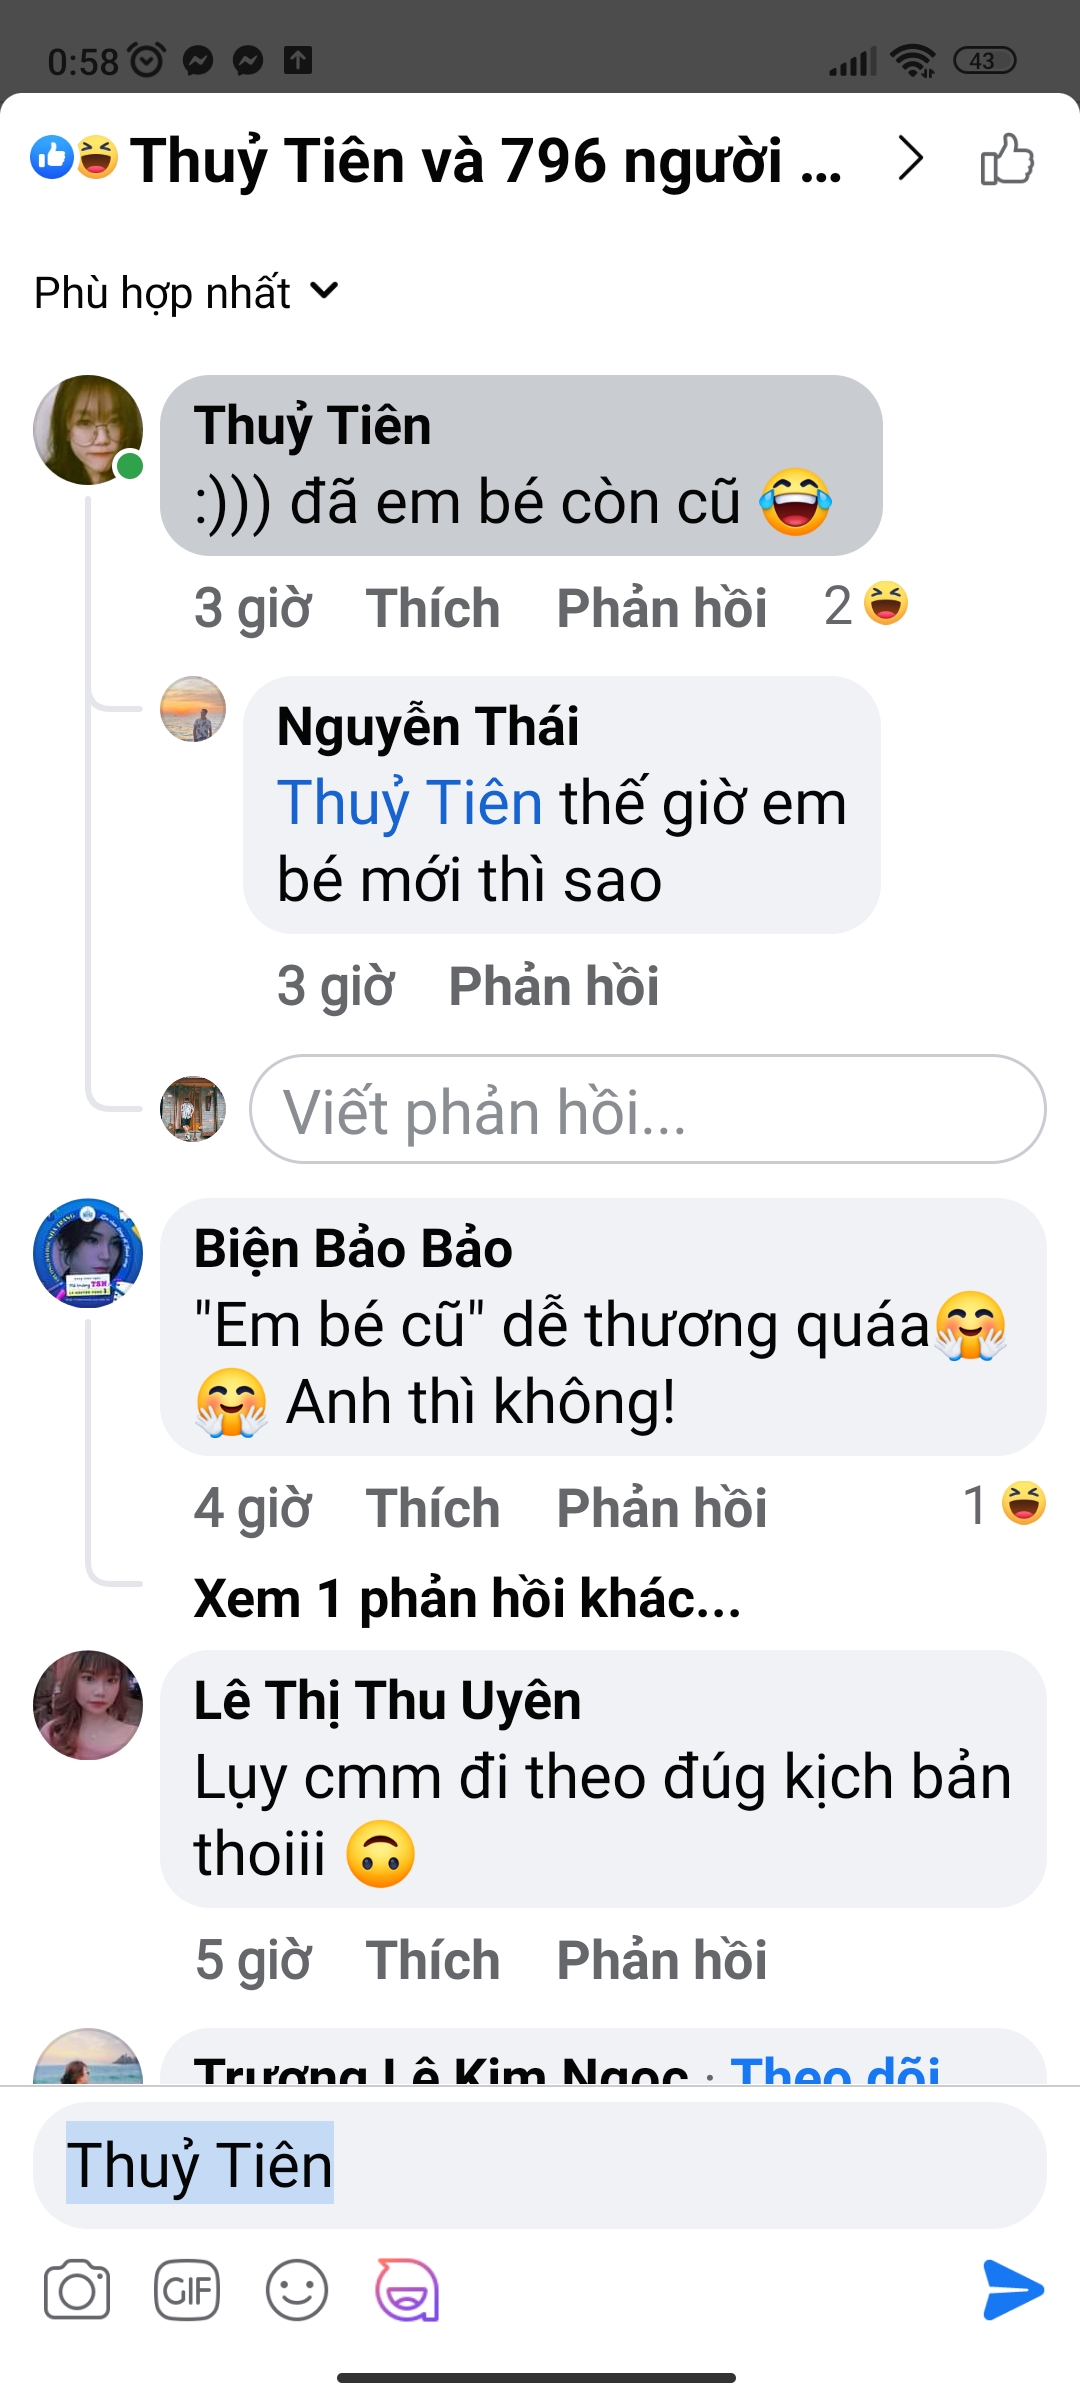 0:58
43
Thuỷ Tiên và 796 người ...
Phù hợp nhất
Thuỷ Tiên
:))) đã em bé còn cũ 😂
3 giờ Thích Phản hồi 2
Nguyễn Thái
Thuỷ Tiên thế giờ em
bé mới thì sao
3 giờ Phản hồi
Viết phản hồi...
Biện Bảo Bảo
"Em bé cũ" dễ thương quáa🤗
🤗 Anh thì không!
4 giờ Thích Phản hồi 1
Xem 1 phản hồi khác...
Lê Thị Thu Uyên
Lụy cmm đi theo đúg kịch bản
thoiii 🙃
5 giờ Thích Phản hồi
Trương Lê Kim Ngọc · Theo dõi
Thuỷ Tiên
GIF